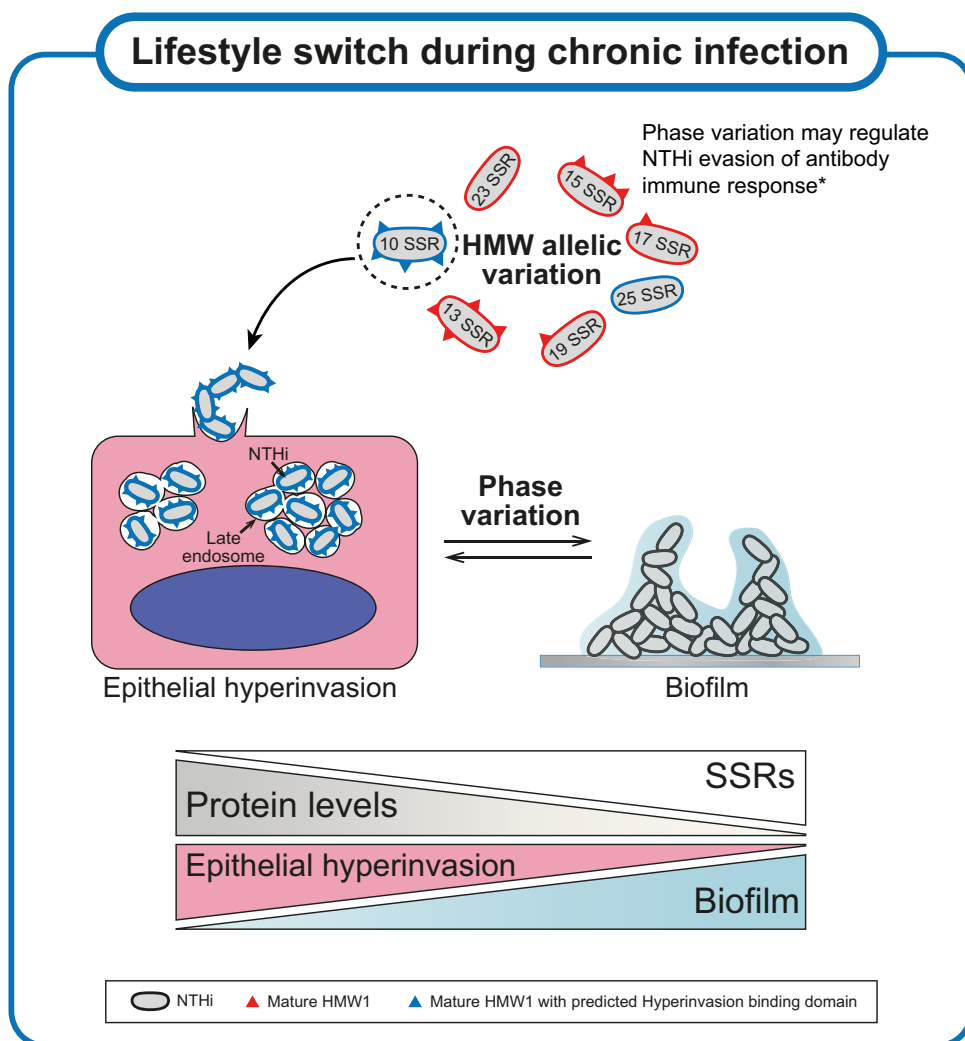 Lifestyle switch during chronic infection
Phase variation may regulate
NTHi evasion of antibody
immune response*
23 SSR
15 SSR
10 SSR
HMW allelic
variation
17 SSR
25 SSR
13 SSR
19 SSR
NTHi
Late
endosome
Phase
variation
Epithelial hyperinvasion
Biofilm
SSRs
Protein levels
Epithelial hyperinvasion
Biofilm
NTHi
Mature HMW1
Mature HMW1 with predicted Hyperinvasion binding domain